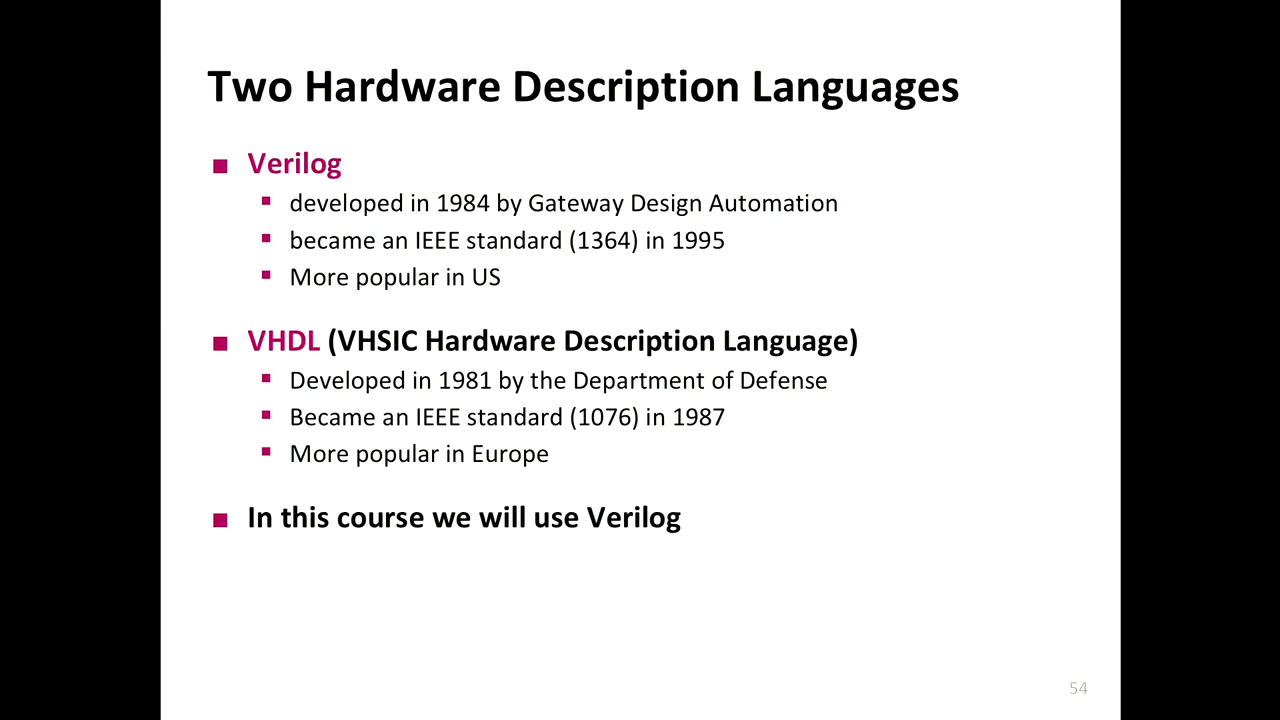 Two Hardware Description Languages
Verilog
developed in 1984 by Gateway Design Automation
became an IEEE standard (1364) in 1995
More popular in US
VHDL (VHSIC Hardware Description Language)
Developed in 1981 by the Department of Defense
Became an IEEE standard (1076) in 1987
More popular in Europe
In this course we will use Verilog
54